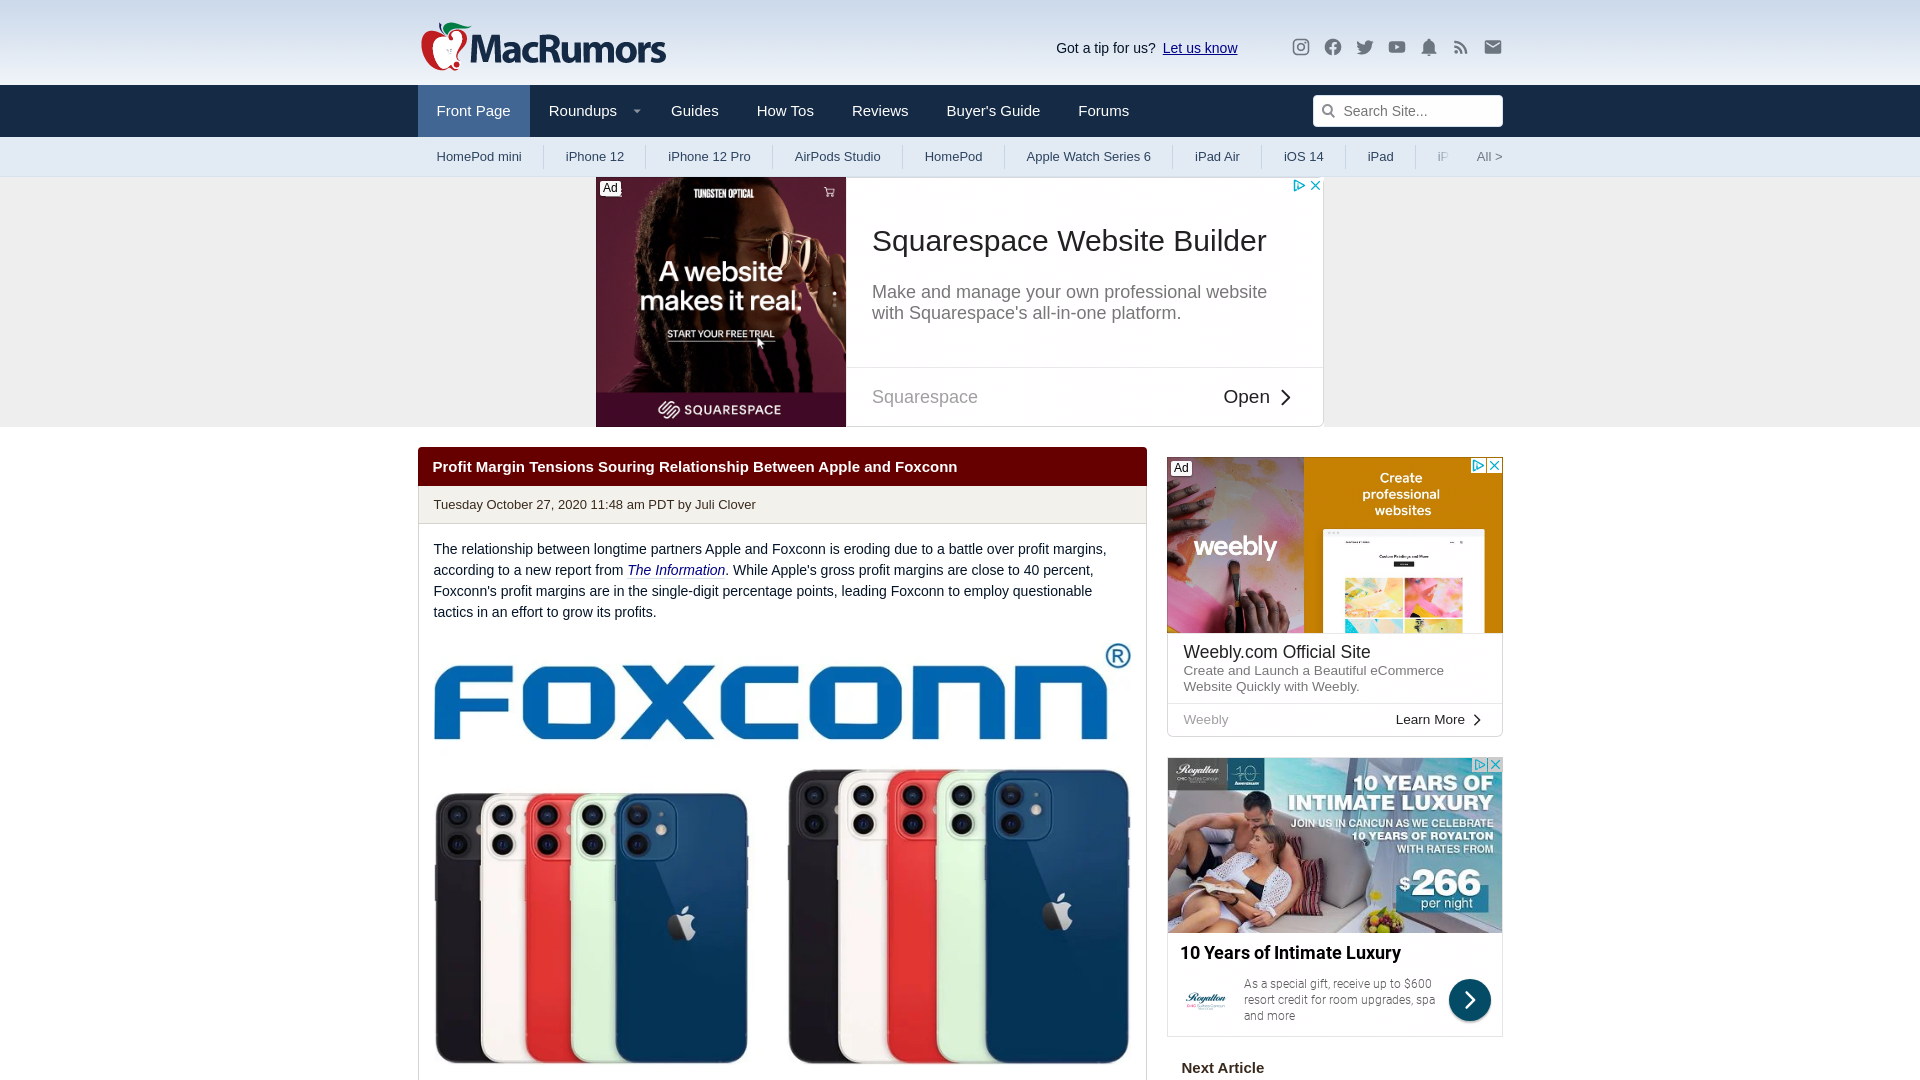 MacRumors
Got a tip for us? Let us know
Front Page
Roundups
Guides
How Tos
Reviews
Buyer's Guide
Forums
Search Site...
HomePod mini
iPhone 12
iPhone 12 Pro
AirPods Studio
HomePod
Apple Watch Series 6
iPad Air
iOS 14
iPad
iP
All >
Ad
TUNGSTEN OPTICAL
A website
makes it real.
START YOUR FREE TRIAL
SQUARESPACE
Squarespace Website Builder
Make and manage your own professional website
with Squarespace's all-in-one platform.
Squarespace
Open
Profit Margin Tensions Souring Relationship Between Apple and Foxconn
Tuesday October 27, 2020 11:48 am PDT by Juli Clover
The relationship between longtime partners Apple and Foxconn is eroding due to a battle over profit margins,
according to a new report from The Information. While Apple's gross profit margins are close to 40 percent,
Foxconn's profit margins are in the single-digit percentage points, leading Foxconn to employ questionable
tactics in an effort to grow its profits.
FOXCONN®
Ad
weebly
Create
professional
websites
Custom Paintings and More
Weebly.com Official Site
Create and Launch a Beautiful eCommerce
Website Quickly with Weebly.
Weebly
Learn More
Royalton
10
ANNIVERSARY
10 YEARS OF
INTIMATE LUXURY
JOIN US IN CANCUN AS WE CELEBRATE
10 YEARS OF ROYALTON
WITH RATES FROM
$266
per night
10 Years of Intimate Luxury
Royalton
As a special gift, receive up to $600
resort credit for room upgrades, spa
and more
Next Article